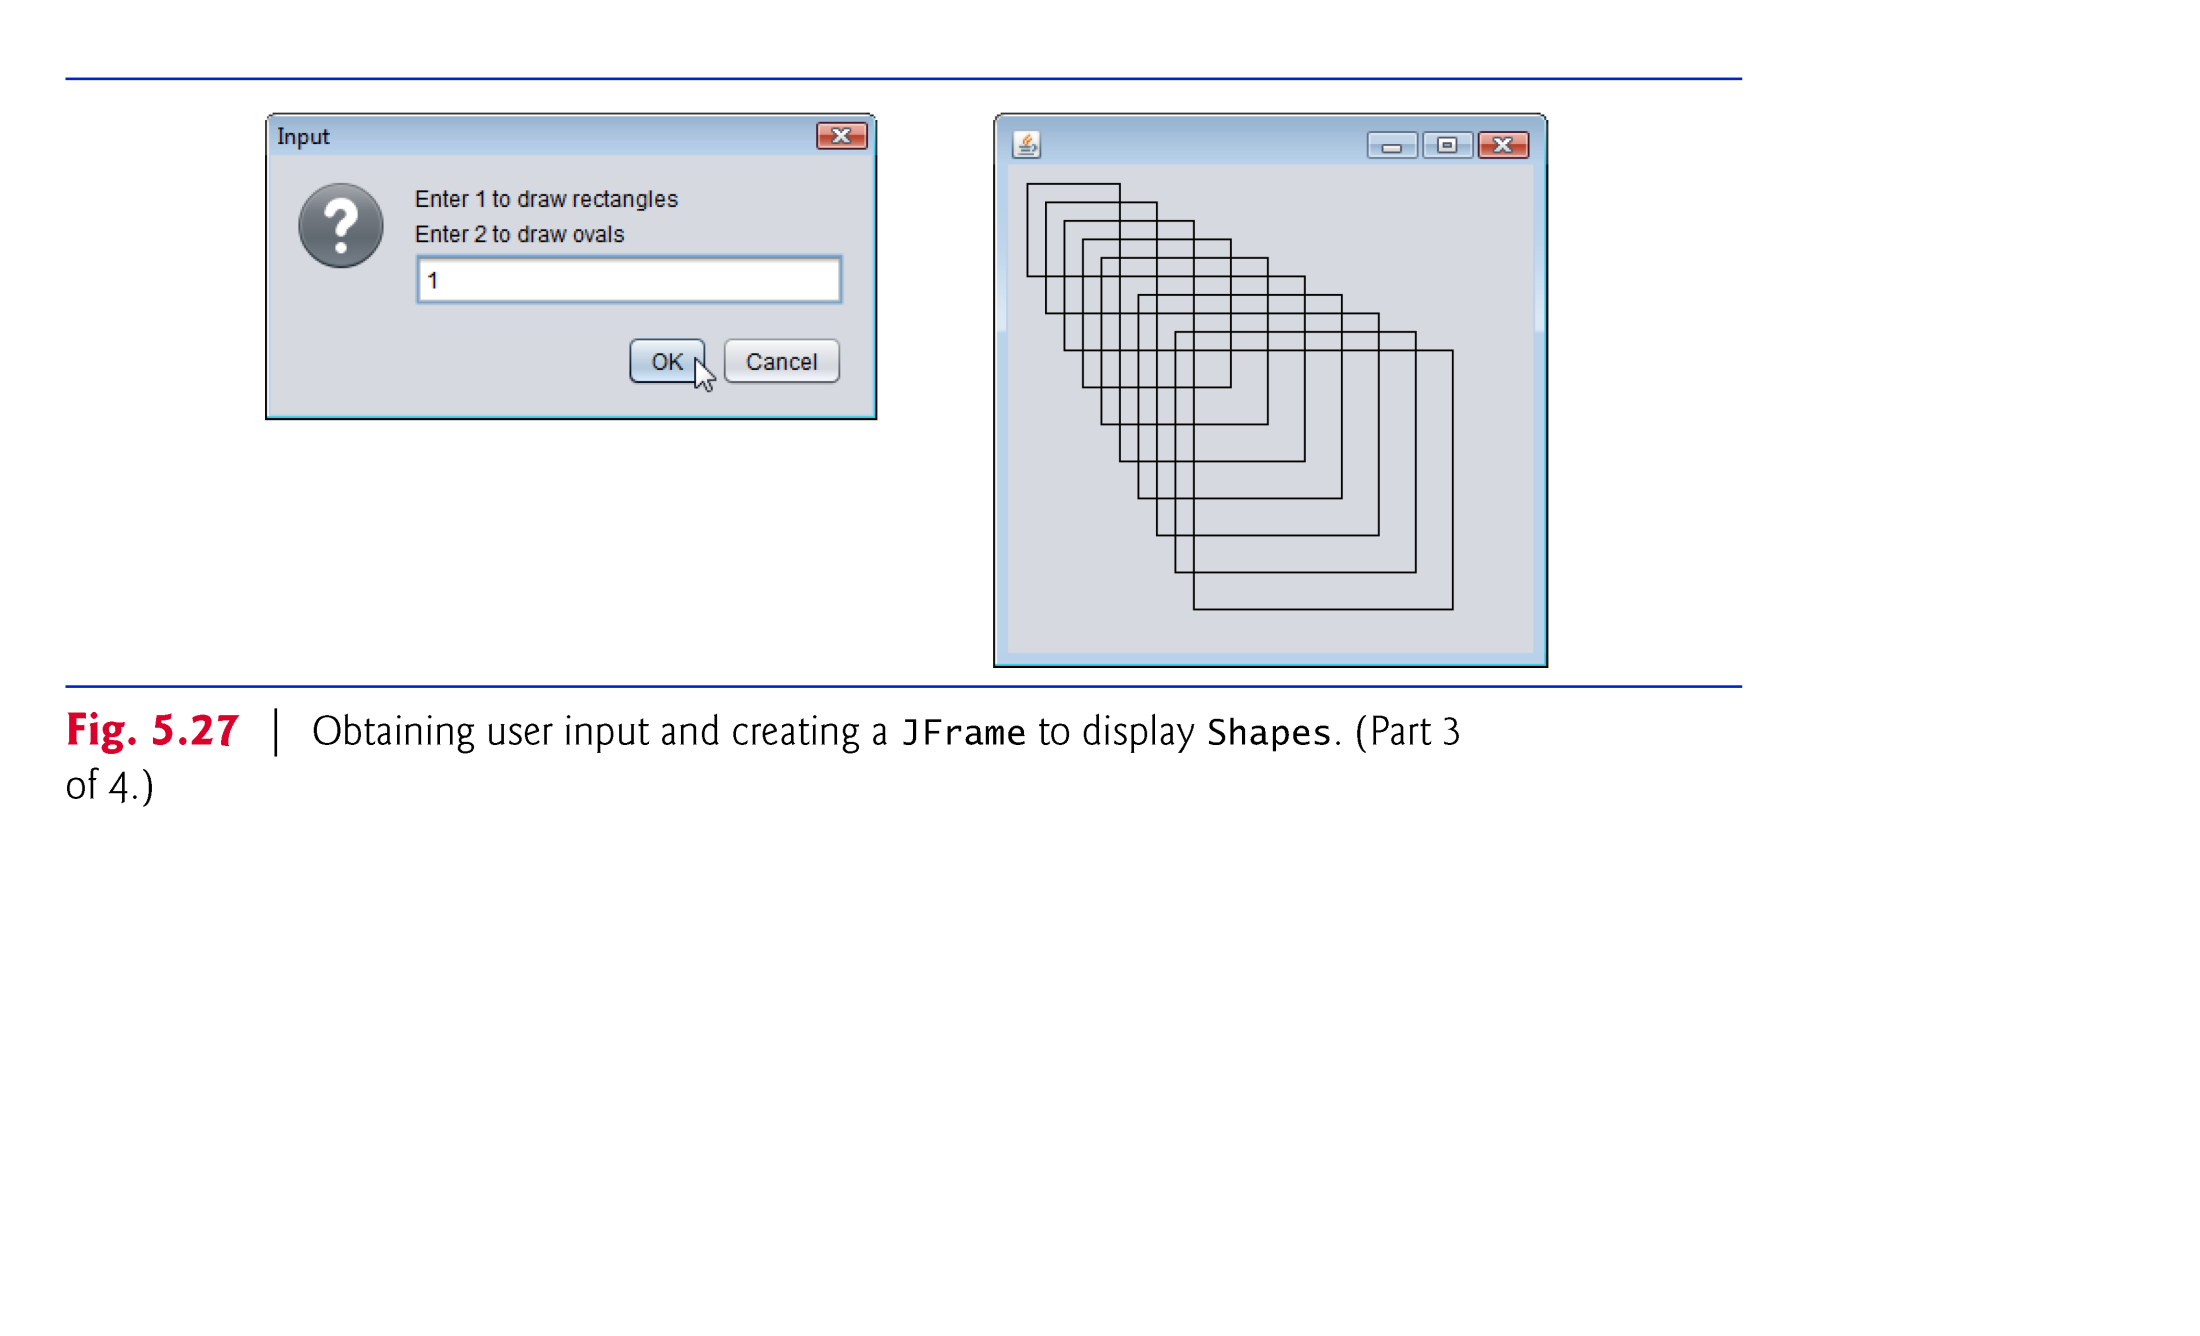 Input
Enter 1 to draw rectangles
Enter 2 to draw ovals
1
OK Cancel
Fig. 5.27 | Obtaining user input and creating a JFrame to display Shapes. (Part 3
of 4.)